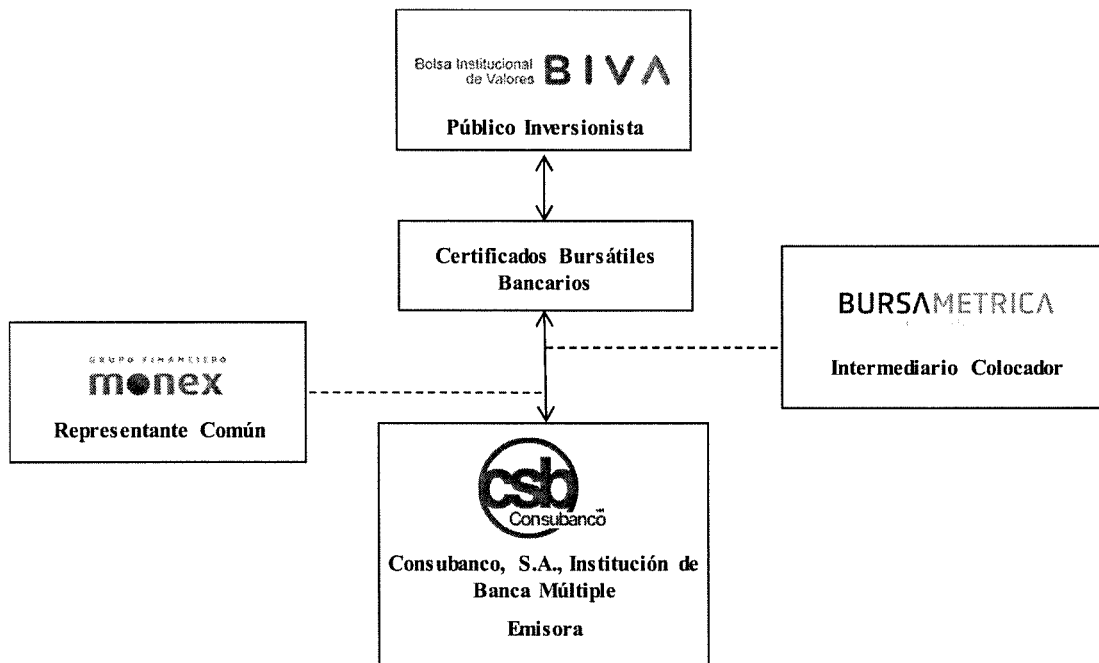 Bolsa Institucional
de Valores
BIVA
Público Inversionista
Certificados Bursátiles
Bancarios
BURSAMETRICA
Intermediario Colocador
GRUPO FINANCIERO
monex
Representante Común
csb
Consubanco
Consubanco, S.A., Institución de
Banca Múltiple
Emisora